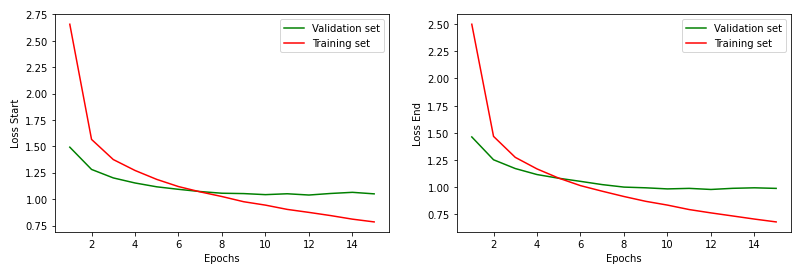 2.75
2.50
2.25
2.00
1.75
1.50
1.25
1.00
0.75
Loss Start
2 4 6 8 10 12 14
Epochs
Validation set
Training set
2.50
2.25
2.00
1.75
1.50
1.25
1.00
0.75
Loss End
2 4 6 8 10 12 14
Epochs
Validation set
Training set